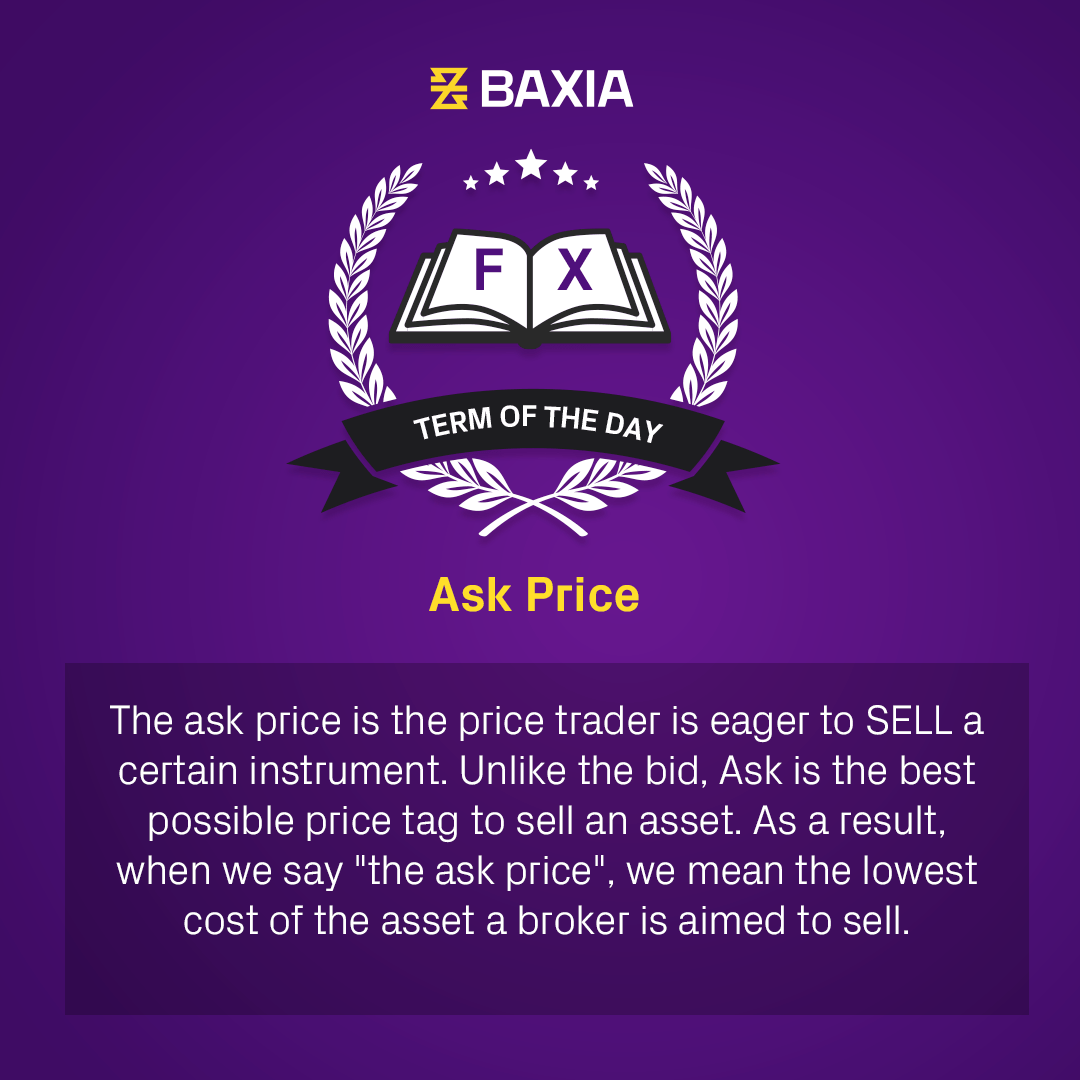 BAXIA
F X
TERM OF THE DAY
Ask Price
The ask price is the price trader is eager to SELL a
certain instrument. Unlike the bid, Ask is the best
possible price tag to sell an asset. As a result,
when we say "the ask price", we mean the lowest
cost of the asset a broker is aimed to sell.